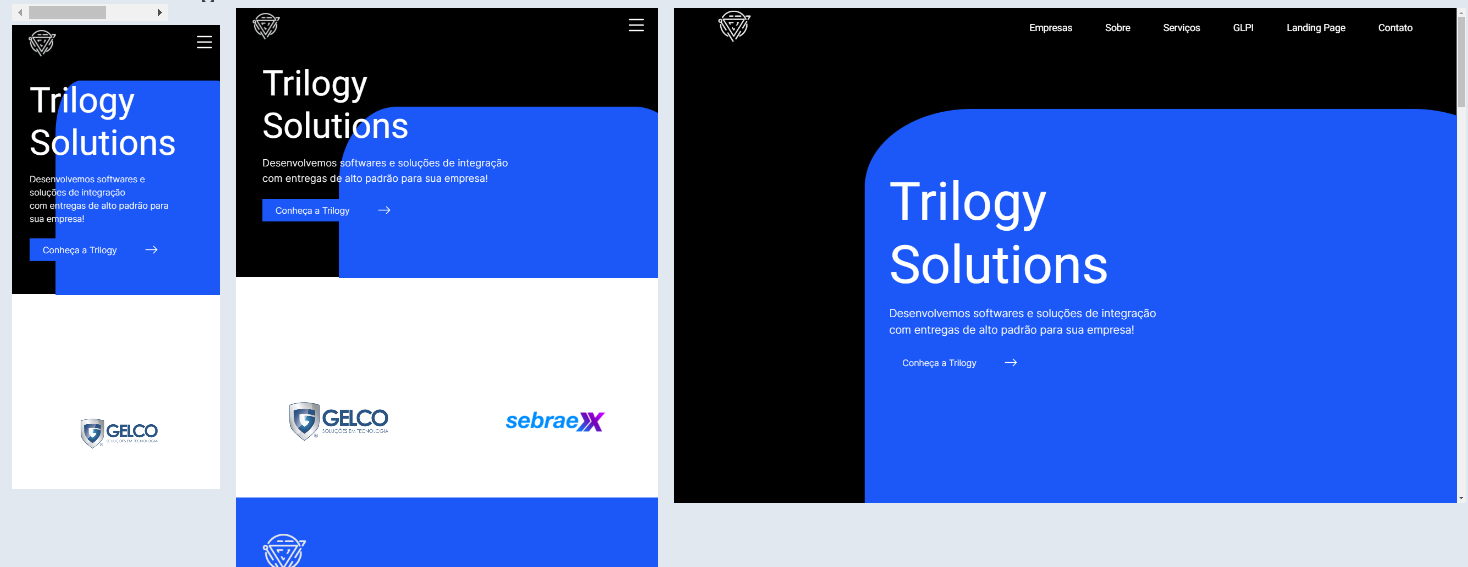 Trilogy
Solutions
Desenvolvemos softwares e
soluções de integração
com entregas de alto padrão para
sua empresa!
Conheça a Trilogy
GELCO
SOLUÇÕES EM TECNOLOGIA
Trilogy
Solutions
Desenvolvemos softwares e soluções de integração
com entregas de alto padrão para sua empresa!
Conheça a Trilogy
GELCO
SOLUÇÕES EM TECNOLOGIA
sebraeX
Empresas Sobre Serviços GLPI Landing Page Contato
Trilogy
Solutions
Desenvolvemos softwares e soluções de integração
com entregas de alto padrão para sua empresa!
Conheça a Trilogy